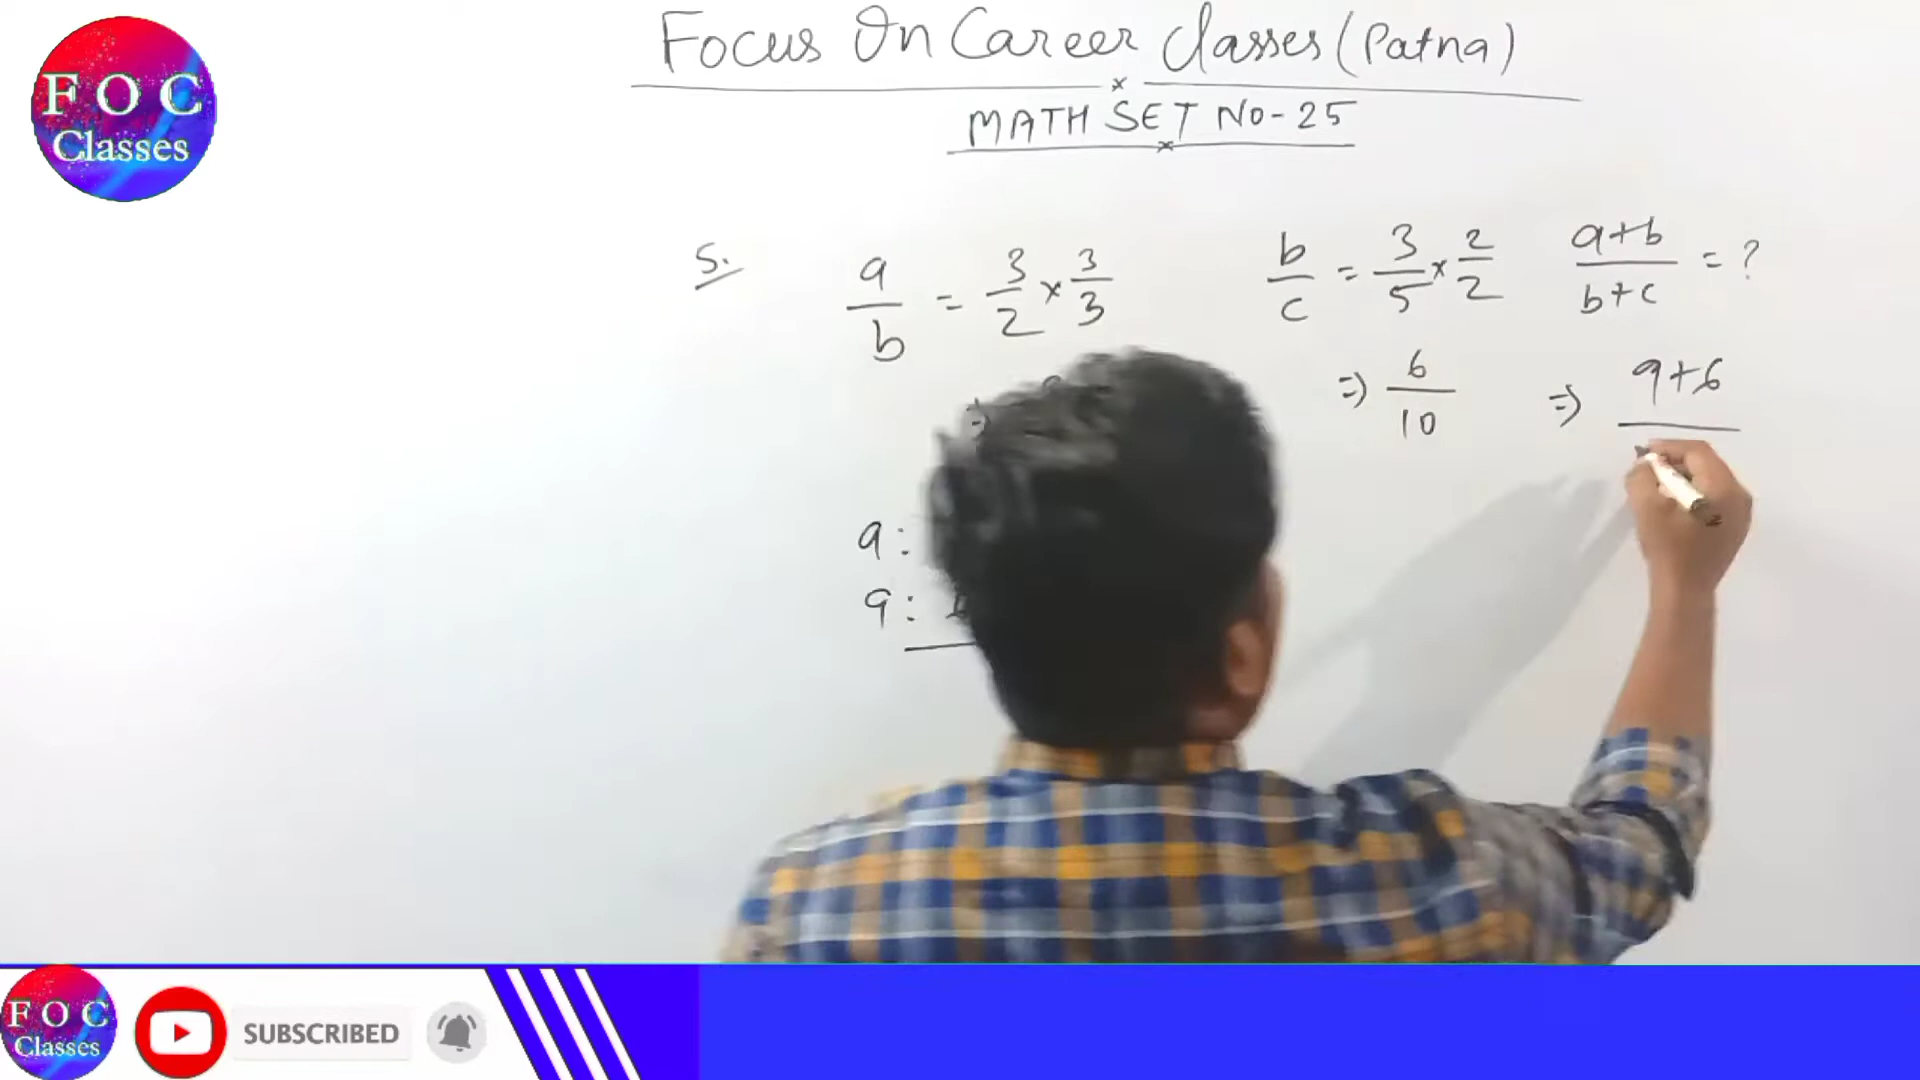 FOC
Classes
Focus On Career Classes (Patna)
MATH SET NO-25
5. a/b = 3/2 × 3/3 b/c = 3/5 × 2/2 a+b/b+c = ?
⇒ ⇒ 6/10 ⇒ 9+6
a:
9:
FOC
Classes
SUBSCRIBED